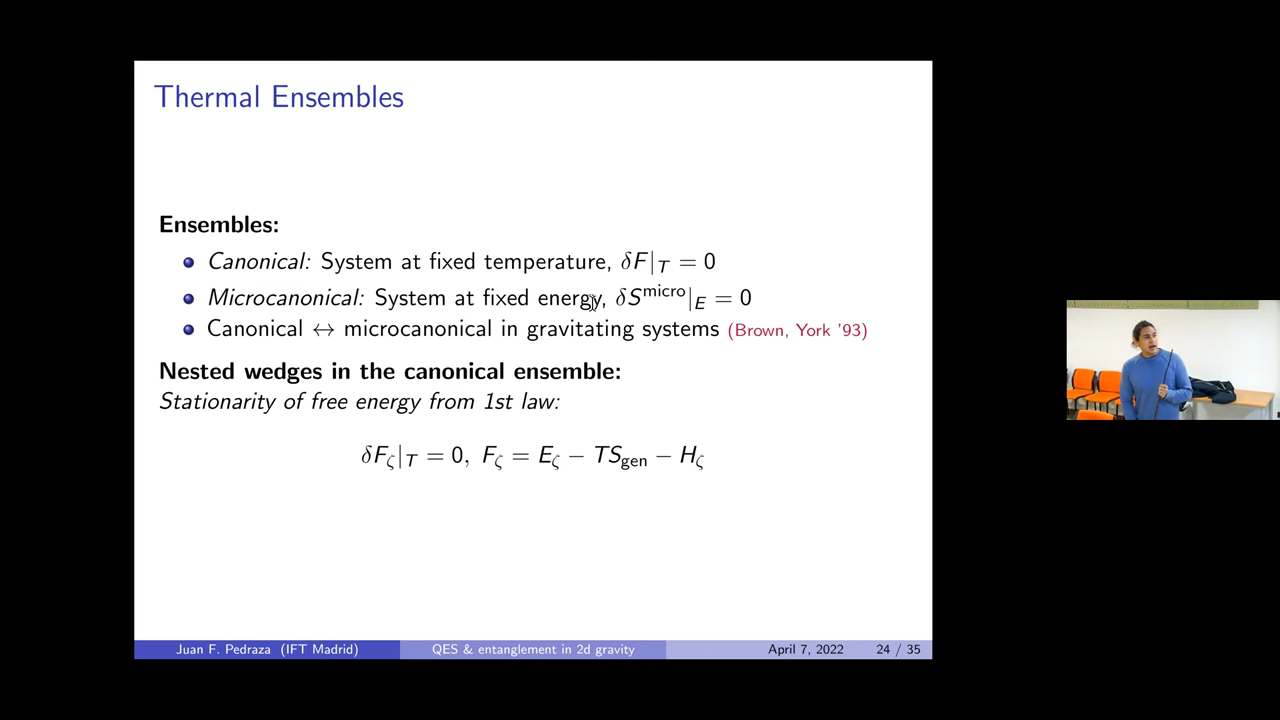 Thermal Ensembles
Ensembles:
Canonical: System at fixed temperature, δF|_T = 0
Microcanonical: System at fixed energy, δS^micro|_E = 0
Canonical ↔ microcanonical in gravitating systems (Brown, York '93)
Nested wedges in the canonical ensemble:
Stationarity of free energy from 1st law:
δF_ζ|_T = 0, F_ζ = E_ζ − TS_gen − H_ζ
Juan F. Pedraza (IFT Madrid) QES & entanglement in 2d gravity April 7, 2022 24 / 35